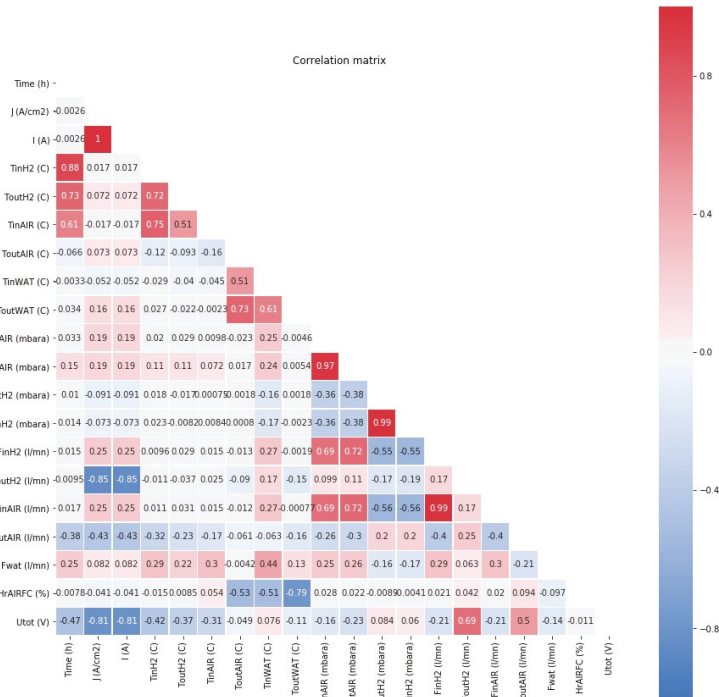 Correlation matrix
Time (h)
J (A/cm2) -0.0026
I (A) -0.0026 1
TinH2 (C) 0.88 0.017 0.017
ToutH2 (C) 0.73 0.072 0.072 0.72
TinAIR (C) 0.61 -0.017 -0.017 0.75 0.51
ToutAIR (C) -0.066 0.073 0.073 -0.12 -0.093 -0.16
TinWAT (C) -0.0033 -0.052 -0.052 -0.029 -0.04 -0.045 0.51
ToutWAT (C) 0.034 0.16 0.16 0.027 -0.022 -0.0023 0.73 0.61
AIR (mbara) 0.033 0.19 0.19 0.02 0.029 0.0098 -0.023 0.25 -0.0046
AIR (mbara) 0.15 0.19 0.19 0.11 0.11 0.072 0.017 0.24 0.0054 0.97
tH2 (mbara) 0.01 -0.091 -0.091 0.018 -0.017 0.00075 0.0018 -0.16 0.0018 -0.36 -0.38
nH2 (mbara) 0.014 -0.073 -0.073 0.023 -0.0082 0.0084 0.0008 -0.17 -0.0023 -0.36 -0.38 0.99
FinH2 (l/mn) 0.015 0.25 0.25 0.0096 0.029 0.015 -0.013 0.27 -0.0019 0.69 0.72 -0.55 -0.55
outH2 (l/mn) -0.0095 -0.85 -0.85 -0.011 -0.037 0.025 -0.09 0.17 -0.15 0.099 0.11 -0.17 -0.19 0.17
inAIR (l/mn) 0.017 0.25 0.25 0.011 0.031 0.015 -0.012 0.27 -0.00077 0.69 0.72 -0.56 -0.56 0.99 0.17
utAIR (l/mn) -0.38 -0.43 -0.43 -0.32 -0.23 -0.17 -0.061 -0.063 -0.16 -0.26 -0.3 0.2 0.2 -0.4 0.25 -0.4
Fwat (l/mn) 0.25 0.082 0.082 0.29 0.22 0.3 -0.0042 0.44 0.13 0.25 0.26 -0.16 -0.17 0.29 0.063 0.3 -0.21
HrAIRFC (%) -0.0078 -0.041 -0.041 -0.015 0.0085 0.054 -0.53 -0.51 -0.79 0.028 0.022 -0.0089 0.0041 0.021 0.042 0.02 0.094 -0.097
Utot (V) -0.47 -0.81 -0.81 -0.42 -0.37 -0.31 -0.049 0.076 -0.11 -0.16 -0.23 0.084 0.06 -0.21 0.69 -0.21 0.5 -0.14 -0.011
Time (h) J (A/cm2) I (A) TinH2 (C) ToutH2 (C) TinAIR (C) ToutAIR (C) TinWAT (C) ToutWAT (C) nAIR (mbara) tAIR (mbara) utH2 (mbara) inH2 (mbara) FinH2 (l/mn) outH2 (l/mn) FinAIR (l/mn) outAIR (l/mn) Fwat (l/mn) HrAIRFC (%) Utot (V)
0.8
0.4
0.0
−0.4
−0.8